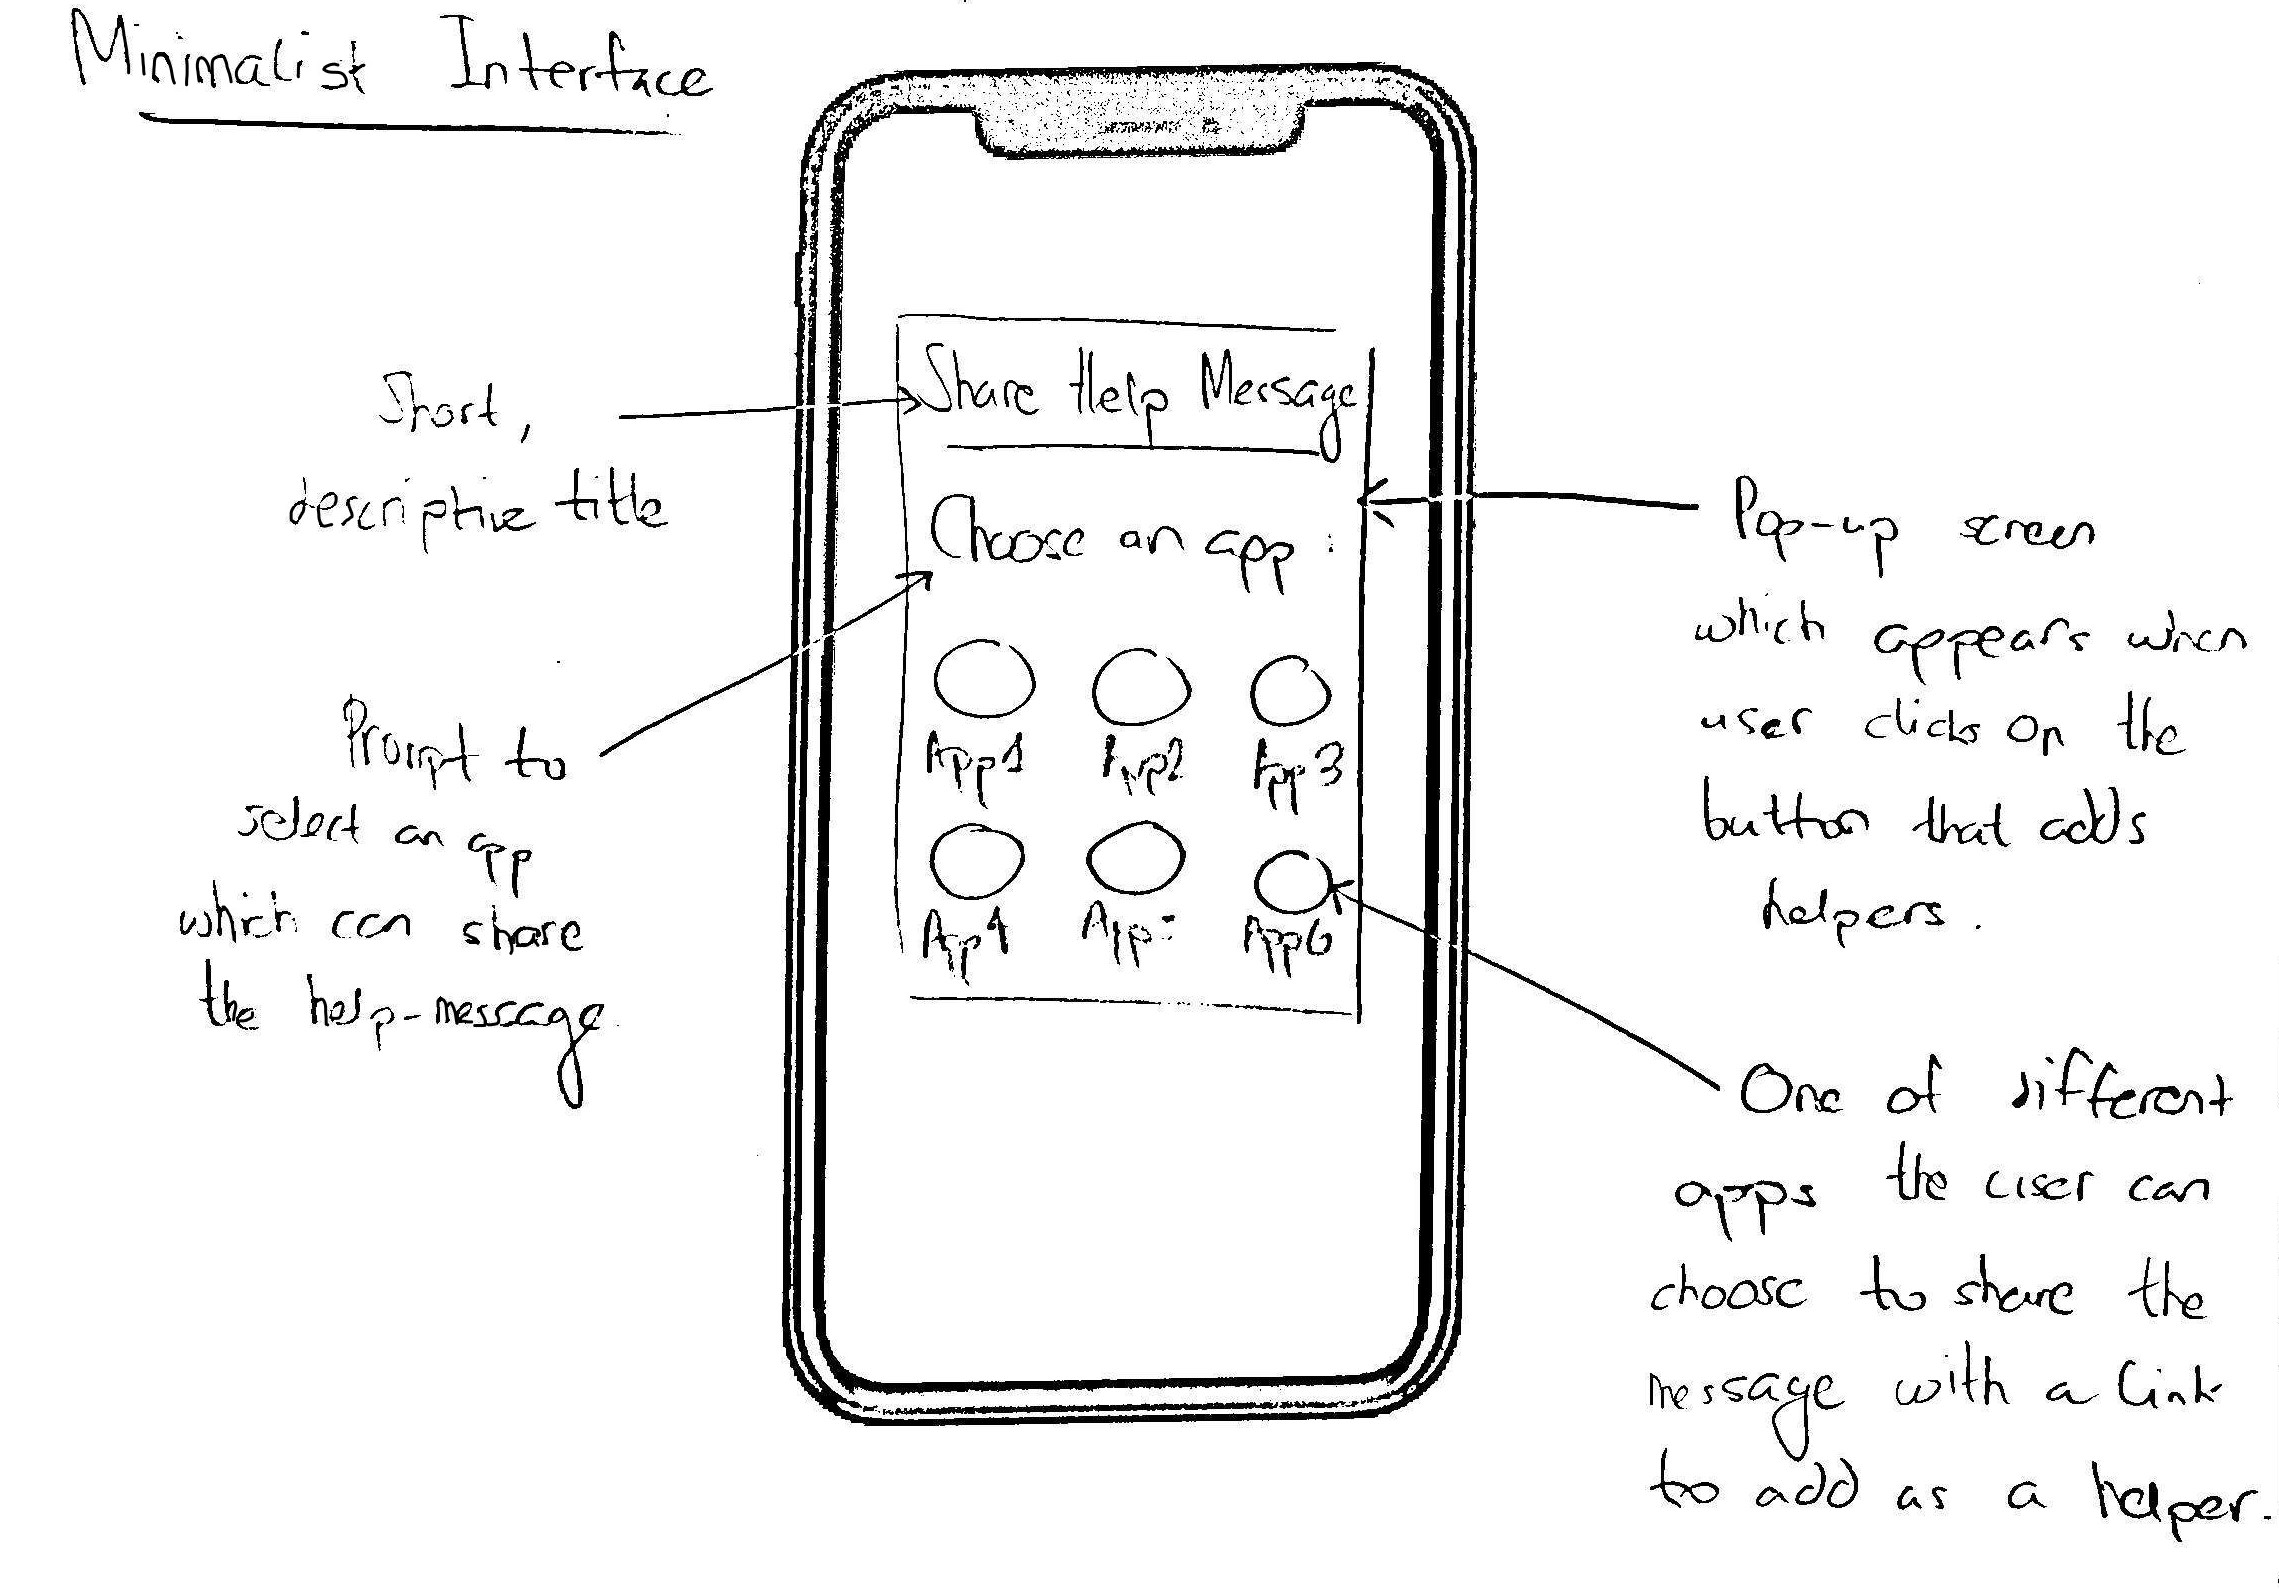 Minimalist Interface
Short,
descriptive title
Prompt to
select an app
which can share
the help-message.
Share Help Message
Choose an app :
App1 App2 App3
App4 App App6
Pop-up screen
which appears when
user clicks on the
button that adds
helpers.
One of different
apps the user can
choose to share the
message with a link
to add as a helper.